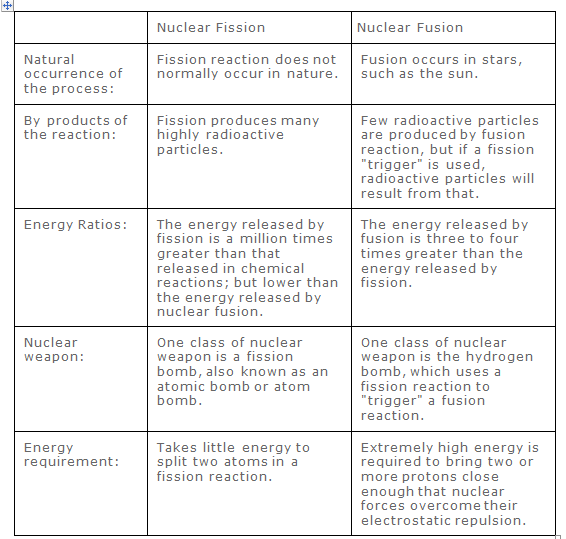 Nuclear Fission
Nuclear Fusion
Natural
occurrence of
the process:
Fission reaction does not
normally occur in nature.
Fusion occurs in stars,
such as the sun.
By products of
the reaction:
Fission produces many
highly radioactive
particles.
Few radioactive particles
are produced by fusion
reaction, but if a fission
"trigger" is used,
radioactive particles will
result from that.
Energy Ratios:
The energy released by
fission is a million times
greater than that
released in chemical
reactions; but lower than
the energy released by
nuclear fusion.
The energy released by
fusion is three to four
times greater than the
energy released by
fission.
Nuclear
weapon:
One class of nuclear
weapon is a fission
bomb, also known as an
atomic bomb or atom
bomb.
One class of nuclear
weapon is the hydrogen
bomb, which uses a
fission reaction to
"trigger" a fusion
reaction.
Energy
requirement:
Takes little energy to
split two atoms in a
fission reaction.
Extremely high energy is
required to bring two or
more protons close
enough that nuclear
forces overcome their
electrostatic repulsion.